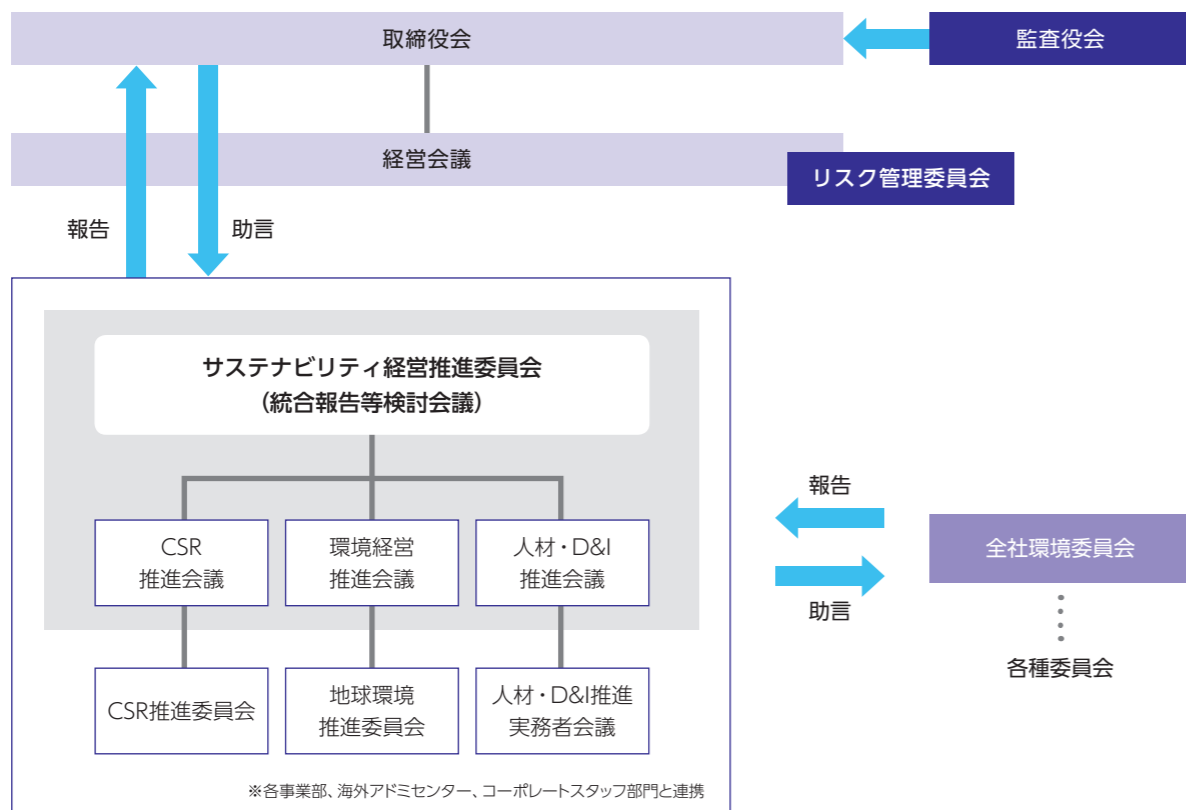 取締役会
監査役会
経営会議
リスク管理委員会
報告
助言
サステナビリティ経営推進委員会
（統合報告等検討会議）
CSR
推進会議
環境経営
推進会議
人材・D&I
推進会議
CSR推進委員会
地球環境
推進委員会
人材・D&I推進
実務者会議
※各事業部、海外アドミセンター、コーポレートスタッフ部門と連携
報告
助言
全社環境委員会
各種委員会